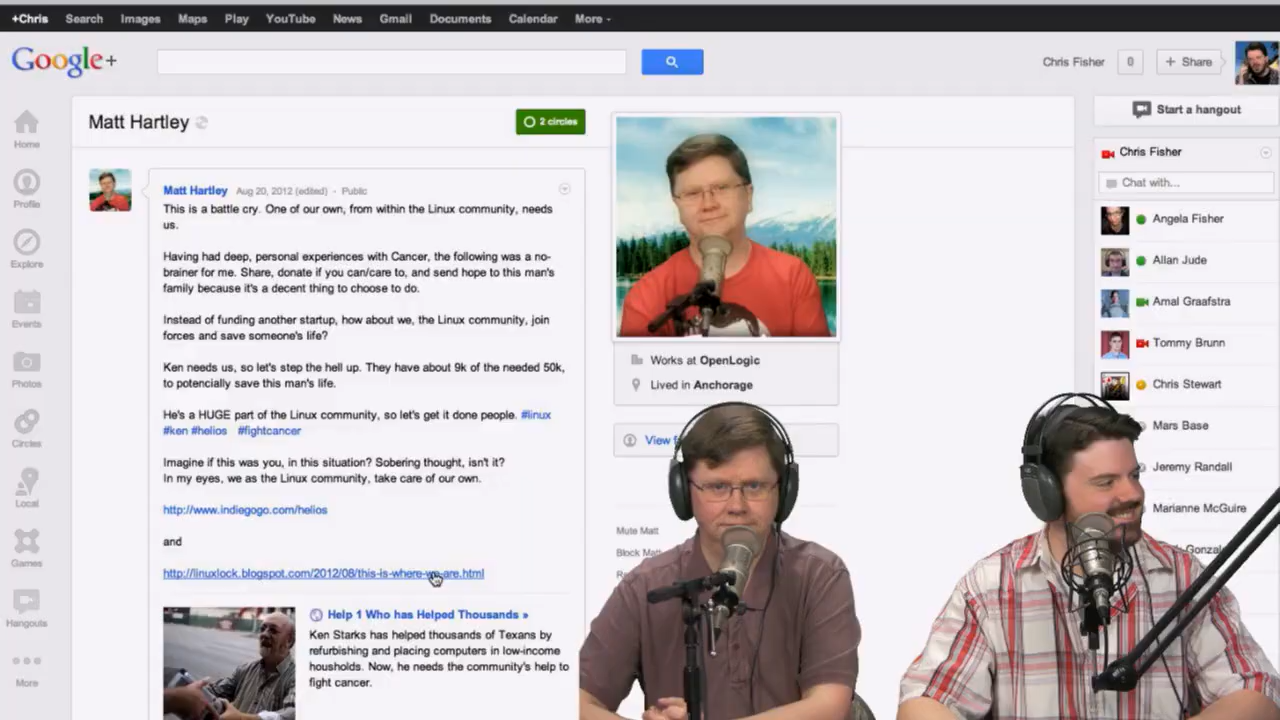 +Chris Search Images Maps Play YouTube News Gmail Documents Calendar More
Google+
Chris Fisher 0 + Share
Matt Hartley
2 circles
Start a hangout
Home
Profile
Explore
Events
Photos
Circles
Local
Games
Hangouts
More
Matt Hartley Aug 20, 2012 (edited) - Public
This is a battle cry. One of our own, from within the Linux community, needs
us.
Having had deep, personal experiences with Cancer, the following was a no-
brainer for me. Share, donate if you can/care to, and send hope to this man's
family because it's a decent thing to choose to do.
Instead of funding another startup, how about we, the Linux community, join
forces and save someone's life?
Ken needs us, so let's step the hell up. They have about 9k of the needed 50k,
to potencially save this man's life.
He's a HUGE part of the Linux community, so let's get it done people. #linux
#ken #helios #fightcancer
Imagine if this was you, in this situation? Sobering thought, isn't it?
In my eyes, we as the Linux community, take care of our own.
http://www.indiegogo.com/helios
and
http://linuxlock.blogspot.com/2012/08/this-is-where-we-are.html
Help 1 Who has Helped Thousands »
Ken Starks has helped thousands of Texans by
refurbishing and placing computers in low-income
housholds. Now, he needs the community's help to
fight cancer.
Works at OpenLogic
Lived in Anchorage
View
Mute Matt
Block Matt
Chris Fisher
Chat with...
Angela Fisher
Allan Jude
Amal Graafstra
Tommy Brunn
Chris Stewart
Mars Base
Jeremy Randall
Marianne McGuire